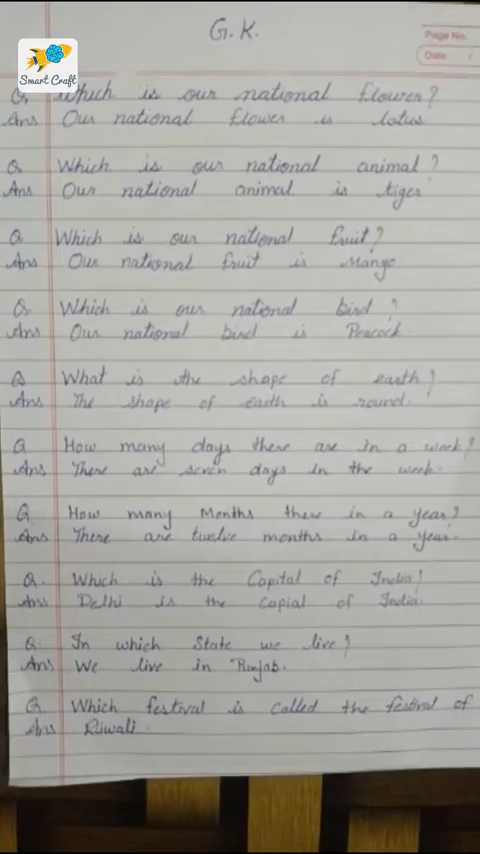 G.K.
Page No.
Date /
Smart Craft
Q. Which is our national flower?
Ans Our national flower is lotus
Q. Which is our national animal?
Ans Our national animal is tiger
Q. Which is our national fruit?
Ans Our national fruit is Mango
Q. Which is our national bird?
Ans Our national bird is Peacock.
Q What is the shape of earth?
Ans The shape of earth is round.
Q How many days there are in a week?
Ans There are seven days in the week.
Q. How many Months there in a year?
Ans There are twelve months in a year.
Q. Which is the Capital of India?
Ans Delhi is the Capial of India.
Q. In which State we live?
Ans We live in Punjab.
Q. Which festival is called the festival of
Ans Diwali.